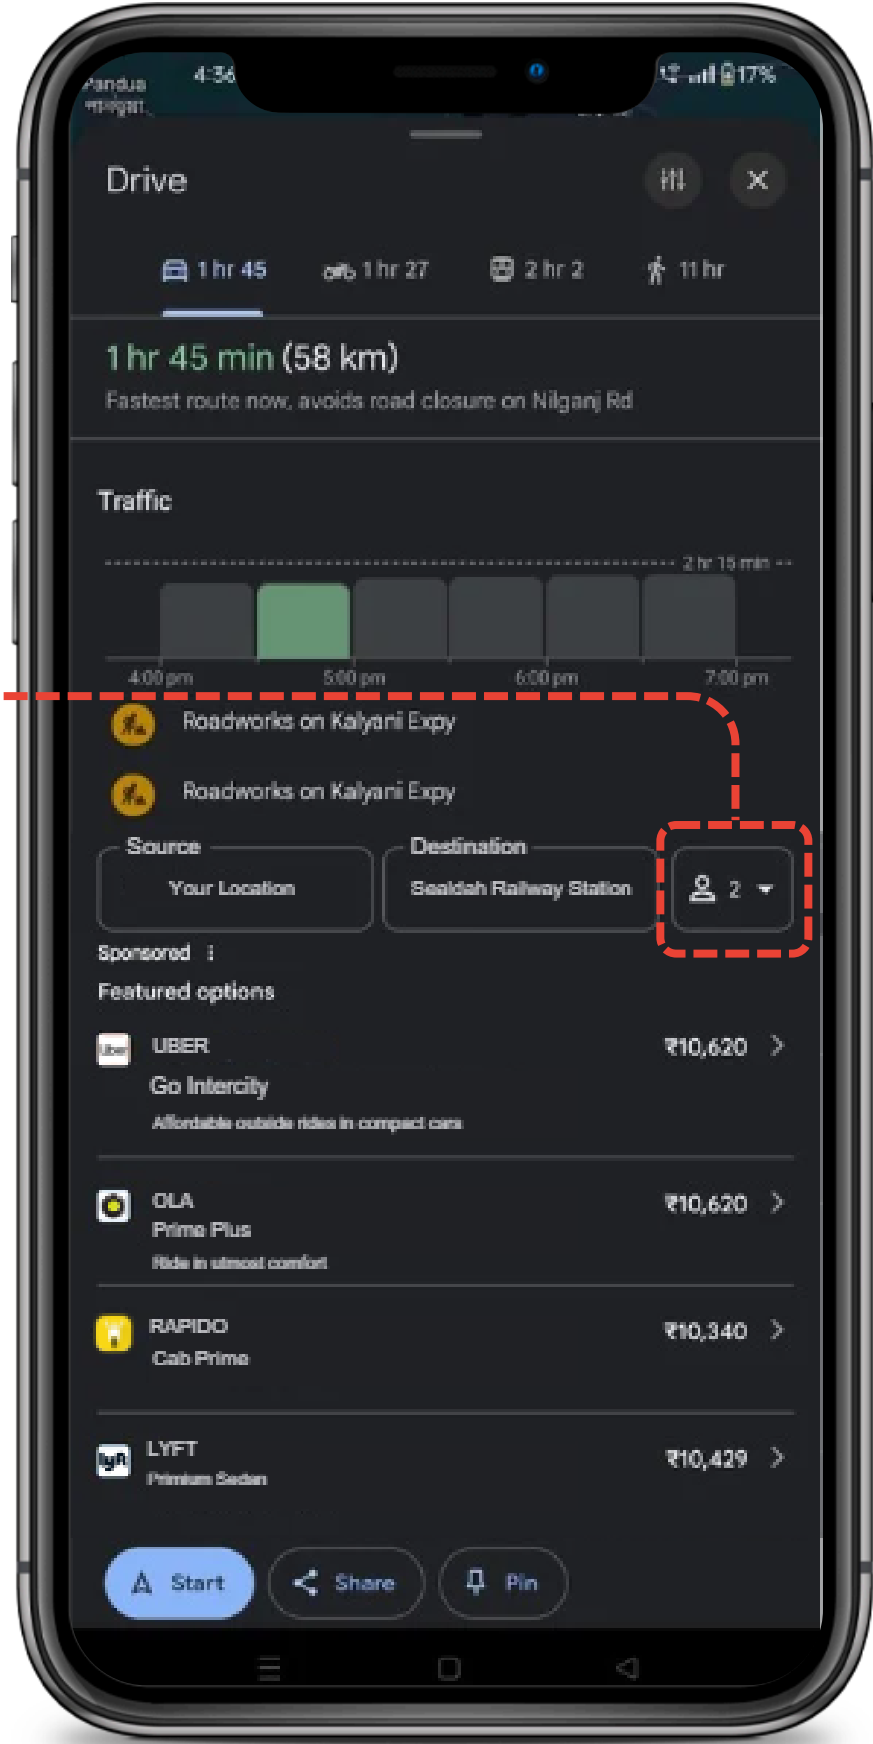 Pandua
4:36
17%
Drive
1 hr 45
1 hr 27
2 hr 2
11 hr
1 hr 45 min (58 km)
Fastest route now, avoids road closure on Nilganj Rd
Traffic
2 hr 15 min
4:00 pm 5:00 pm 6:00 pm 7:00 pm
Roadworks on Kalyani Expy
Roadworks on Kalyani Expy
Source
Your Location
Destination
Sealdah Railway Station
2
Sponsored
Featured options
Uber
UBER
₹10,620
Go Intercity
Affordable outside rides in compact cars
OLA
₹10,620
Prime Plus
Ride in utmost comfort
RAPIDO
₹10,340
Cab Prime
lyft
LYFT
₹10,429
Primium Sedan
Start
Share
Pin